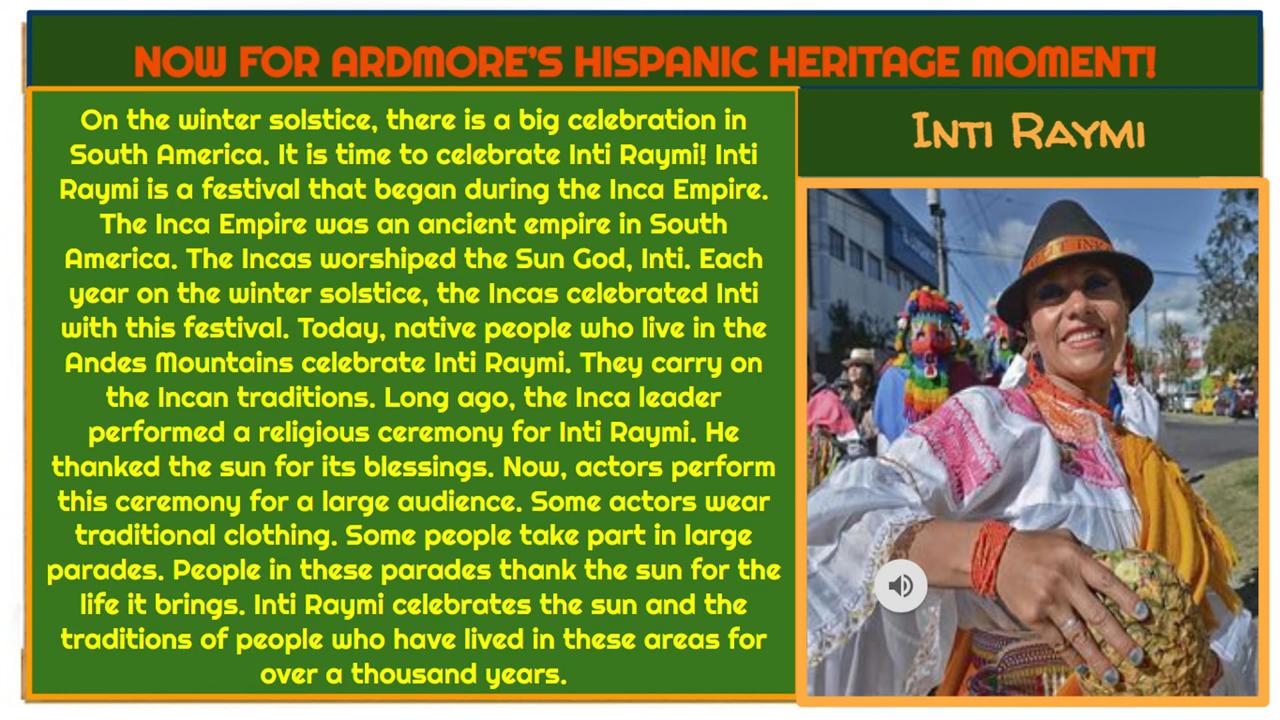 NOW FOR ARDMORE'S HISPANIC HERITAGE MOMENT!
On the winter solstice, there is a big celebration in
South America. It is time to celebrate Inti Raymi! Inti
Raymi is a festival that began during the Inca Empire.
The Inca Empire was an ancient empire in South
America. The Incas worshiped the Sun God, Inti. Each
year on the winter solstice, the Incas celebrated Inti
with this festival. Today, native people who live in the
Andes Mountains celebrate Inti Raymi. They carry on
the Incan traditions. Long ago, the Inca leader
performed a religious ceremony for Inti Raymi. He
thanked the sun for its blessings. Now, actors perform
this ceremony for a large audience. Some actors wear
traditional clothing. Some people take part in large
parades. People in these parades thank the sun for the
life it brings. Inti Raymi celebrates the sun and the
traditions of people who have lived in these areas for
over a thousand years.
Inti Raymi